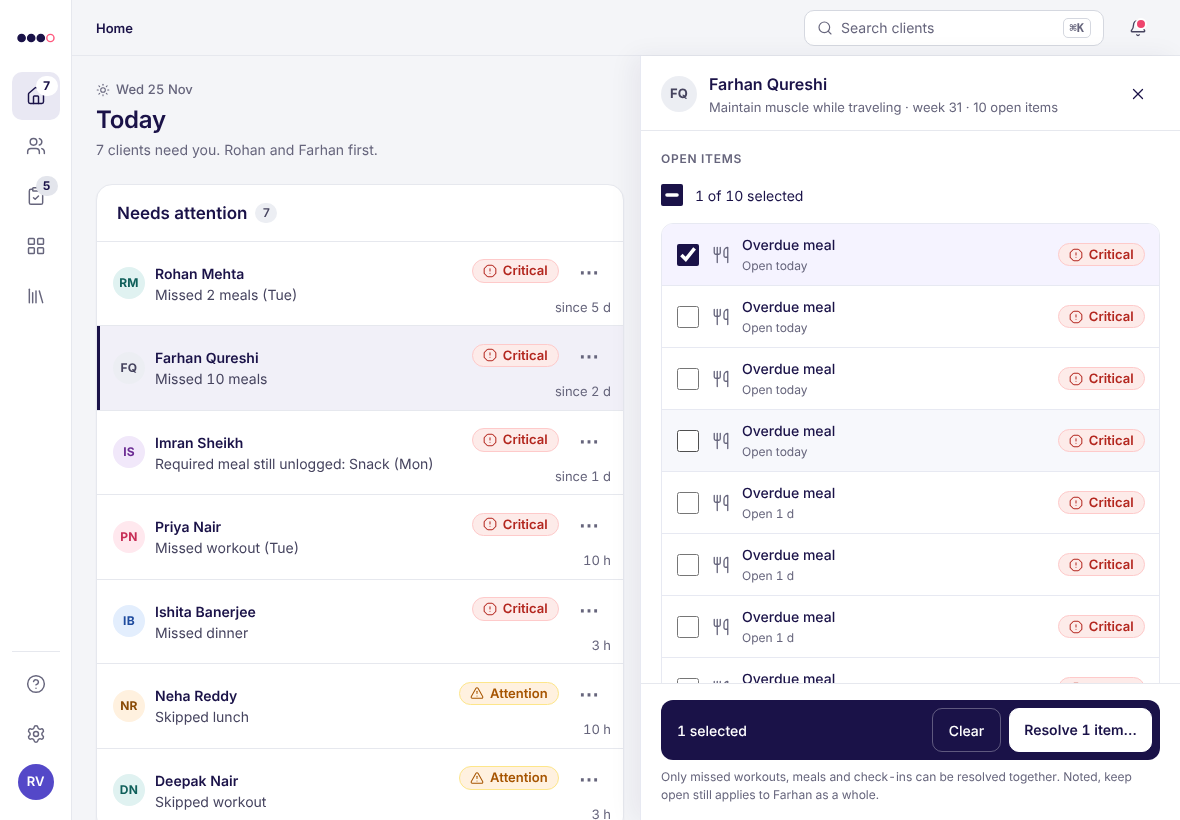 Home
Search clients
⌘K
7
5
RV
Wed 25 Nov
Today
7 clients need you. Rohan and Farhan first.
Needs attention 7
RM
Rohan Mehta
Missed 2 meals (Tue)
Critical
since 5 d
FQ
Farhan Qureshi
Missed 10 meals
Critical
since 2 d
IS
Imran Sheikh
Required meal still unlogged: Snack (Mon)
Critical
since 1 d
PN
Priya Nair
Missed workout (Tue)
Critical
10 h
IB
Ishita Banerjee
Missed dinner
Critical
3 h
NR
Neha Reddy
Skipped lunch
Attention
10 h
DN
Deepak Nair
Skipped workout
Attention
3 h
FQ
Farhan Qureshi
Maintain muscle while traveling · week 31 · 10 open items
OPEN ITEMS
1 of 10 selected
Overdue meal
Open today
Critical
Overdue meal
Open today
Critical
Overdue meal
Open today
Critical
Overdue meal
Open today
Critical
Overdue meal
Open 1 d
Critical
Overdue meal
Open 1 d
Critical
Overdue meal
Open 1 d
Critical
Overdue meal
1 selected
Clear
Resolve 1 item...
Only missed workouts, meals and check-ins can be resolved together. Noted, keep
open still applies to Farhan as a whole.